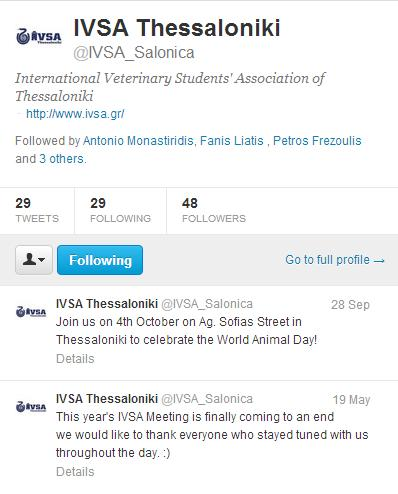 IVSA
Thessaloniki
IVSA Thessaloniki
@IVSA_Salonica
International Veterinary Students' Association of
Thessaloniki
· http://www.ivsa.gr/
Followed by Antonio Monastiridis, Fanis Liatis , Petros Frezoulis
and 3 others.
29 29 48
TWEETS FOLLOWING FOLLOWERS
Following Go to full profile →
IVSA Thessaloniki @IVSA_Salonica 28 Sep
Join us on 4th October on Ag. Sofias Street in
Thessaloniki to celebrate the World Animal Day!
Details
IVSA Thessaloniki @IVSA_Salonica 19 May
This year's IVSA Meeting is finally coming to an end
we would like to thank everyone who stayed tuned with us
throughout the day. :)
Details